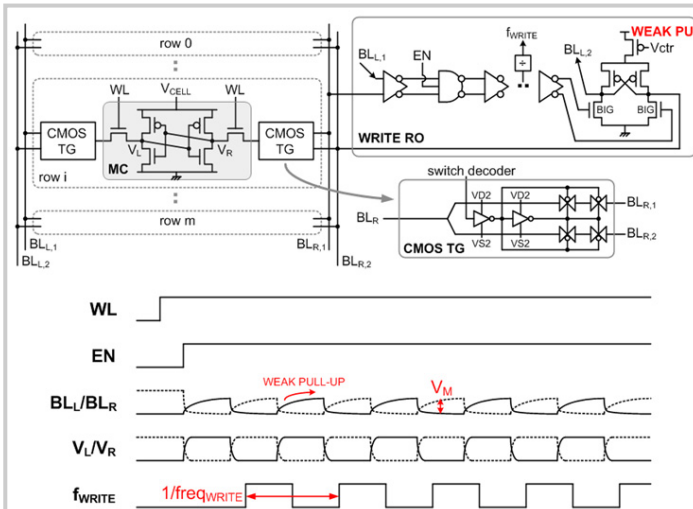 row 0
WL
V_CELL
WL
CMOS
TG
V_L
V_R
CMOS
TG
MC
row i
row m
BL_L,1
BL_L,2
BL_R,1
BL_R,2
BL_L,1
EN
f_WRITE
÷
BL_L,2
WEAK PU
Vctr
BIG
BIG
WRITE RO
switch decoder
VD2
VD2
BL_R
BL_R,1
BL_R,2
VS2
VS2
CMOS TG
WL
EN
WEAK PULL-UP
V_M
BL_L/BL_R
V_L/V_R
f_WRITE
1/freq_WRITE